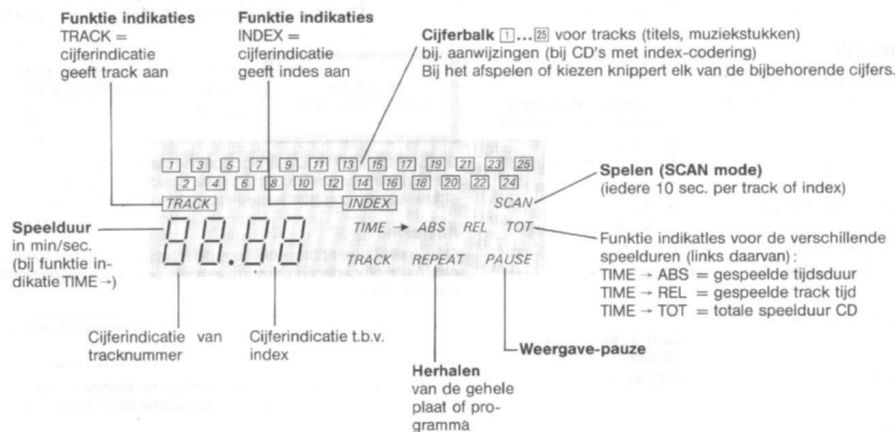 Funktie indikaties
TRACK =
cijferindicatie
geeft track aan
Funktie indikaties
INDEX =
cijferindicatie
geeft indes aan
Cijferbalk 1...25 voor tracks (titels, muziekstukken)
bij. aanwijzingen (bij CD's met index-codering)
Bij het afspelen of kiezen knippert elk van de bijbehorende cijfers.
1 3 5 7 9 11 13 15 17 19 21 23 25
2 4 6 8 10 12 14 16 18 20 22 24
TRACK INDEX SCAN
88.88
TIME → ABS REL TOT
TRACK REPEAT PAUSE
Spelen (SCAN mode)
(iedere 10 sec. per track of index)
Speelduur
in min/sec.
(bij funktie in-
dikatie TIME→)
Funktie indikatles voor de verschillende
speelduren (links daarvan):
TIME → ABS = gespeelde tijdsduur
TIME → REL = gespeelde track tijd
TIME → TOT = totale speelduur CD
Cijferindicatie van
tracknummer
Cijferindicatie t.b.v.
index
Weergave-pauze
Herhalen
van de gehele
plaat of pro-
gramma